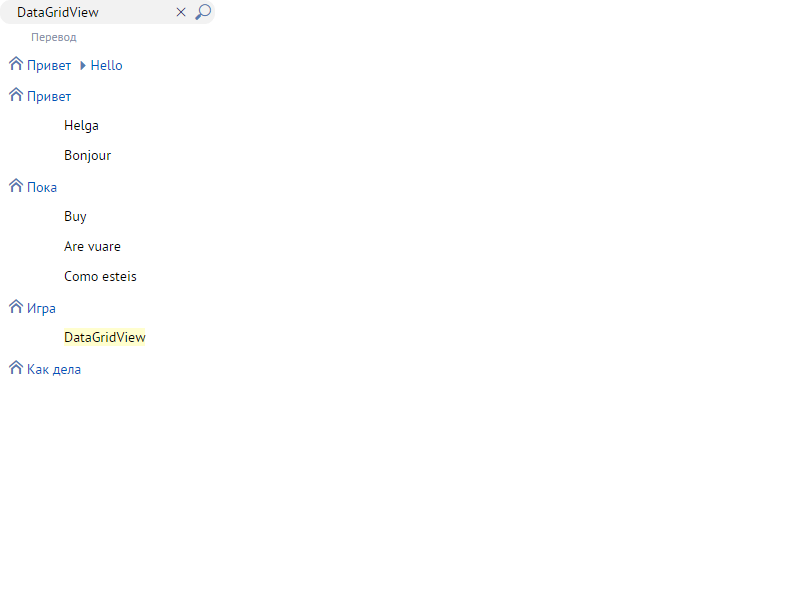 DataGridView
Перевод
Привет Hello
Привет
Helga
Bonjour
Пока
Buy
Are vuare
Como esteis
Игра
DataGridView
Как дела